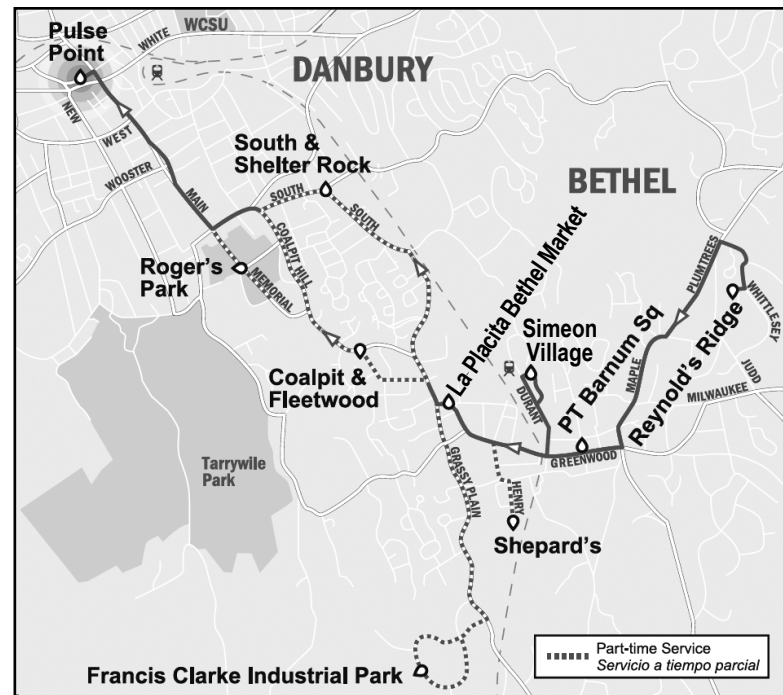 WCSU
Pulse
Point
WHITE
DANBURY
NEW
WEST
WOOSTER
South &
Shelter Rock
SOUTH
SOUTH
MAIN
BETHEL
COALPIT HILL
Roger's
Park
MEMORIAL
La Placita Bethel Market
Simeon
Village
PT Barnum Sq
PLUMTREES
WHITTLESEY
Reynold's Ridge
MAPLE
JUDD
MILWAUKEE
DURANT
Coalpit &
Fleetwood
GREENWOOD
Tarrywile
Park
GRASSY PLAIN
HENRY
Shepard's
Francis Clarke Industrial Park
Part-time Service
Servicio a tiempo parcial